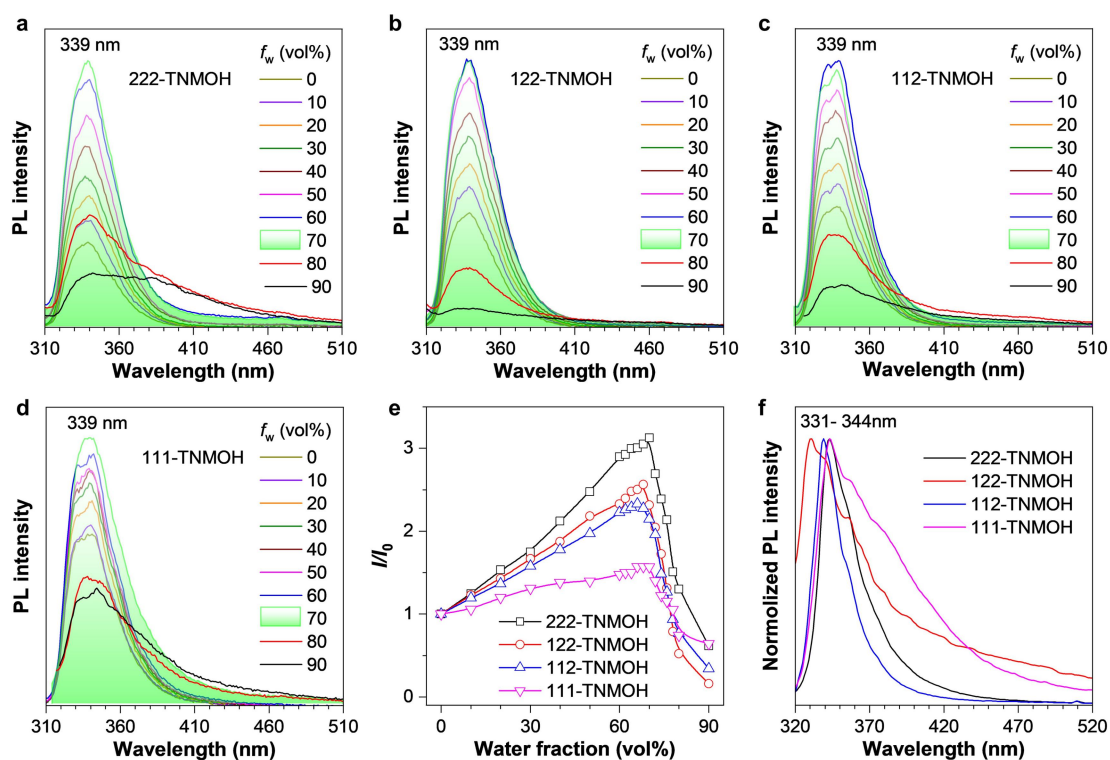 a
339 nm
222-TNMOH
fw (vol%)
0
10
20
30
40
50
60
70
80
90
PL intensity
310 360 410 460 510
Wavelength (nm)
b
339 nm
122-TNMOH
fw (vol%)
0
10
20
30
40
50
60
70
80
90
PL intensity
310 360 410 460 510
Wavelength (nm)
c
339 nm
112-TNMOH
fw (vol%)
0
10
20
30
40
50
60
70
80
90
PL intensity
310 360 410 460 510
Wavelength (nm)
d
339 nm
111-TNMOH
fw (vol%)
0
10
20
30
40
50
60
70
80
90
PL intensity
310 360 410 460 510
Wavelength (nm)
e
3
2
1
0
I/I0
222-TNMOH
122-TNMOH
112-TNMOH
111-TNMOH
0 30 60 90
Water fraction (vol%)
f
331- 344nm
222-TNMOH
122-TNMOH
112-TNMOH
111-TNMOH
Normolized PL intensity
320 370 420 470 520
Wavelength (nm)